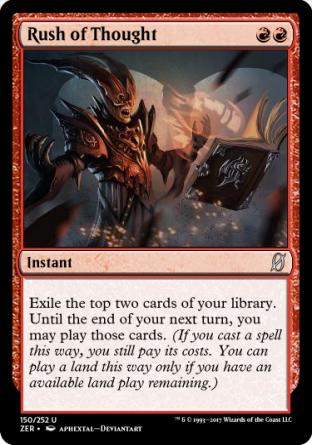 Rush of Thought
Instant
Exile the top two cards of your library.
Until the end of your next turn, you
may play those cards. (If you cast a spell
this way, you still pay its costs. You can
play a land this way only if you have an
available land play remaining.)
150/252 U
ZER • APHEXTAL—DEVIANTART
™ & © 1993–2017 Wizards of the Coast LLC